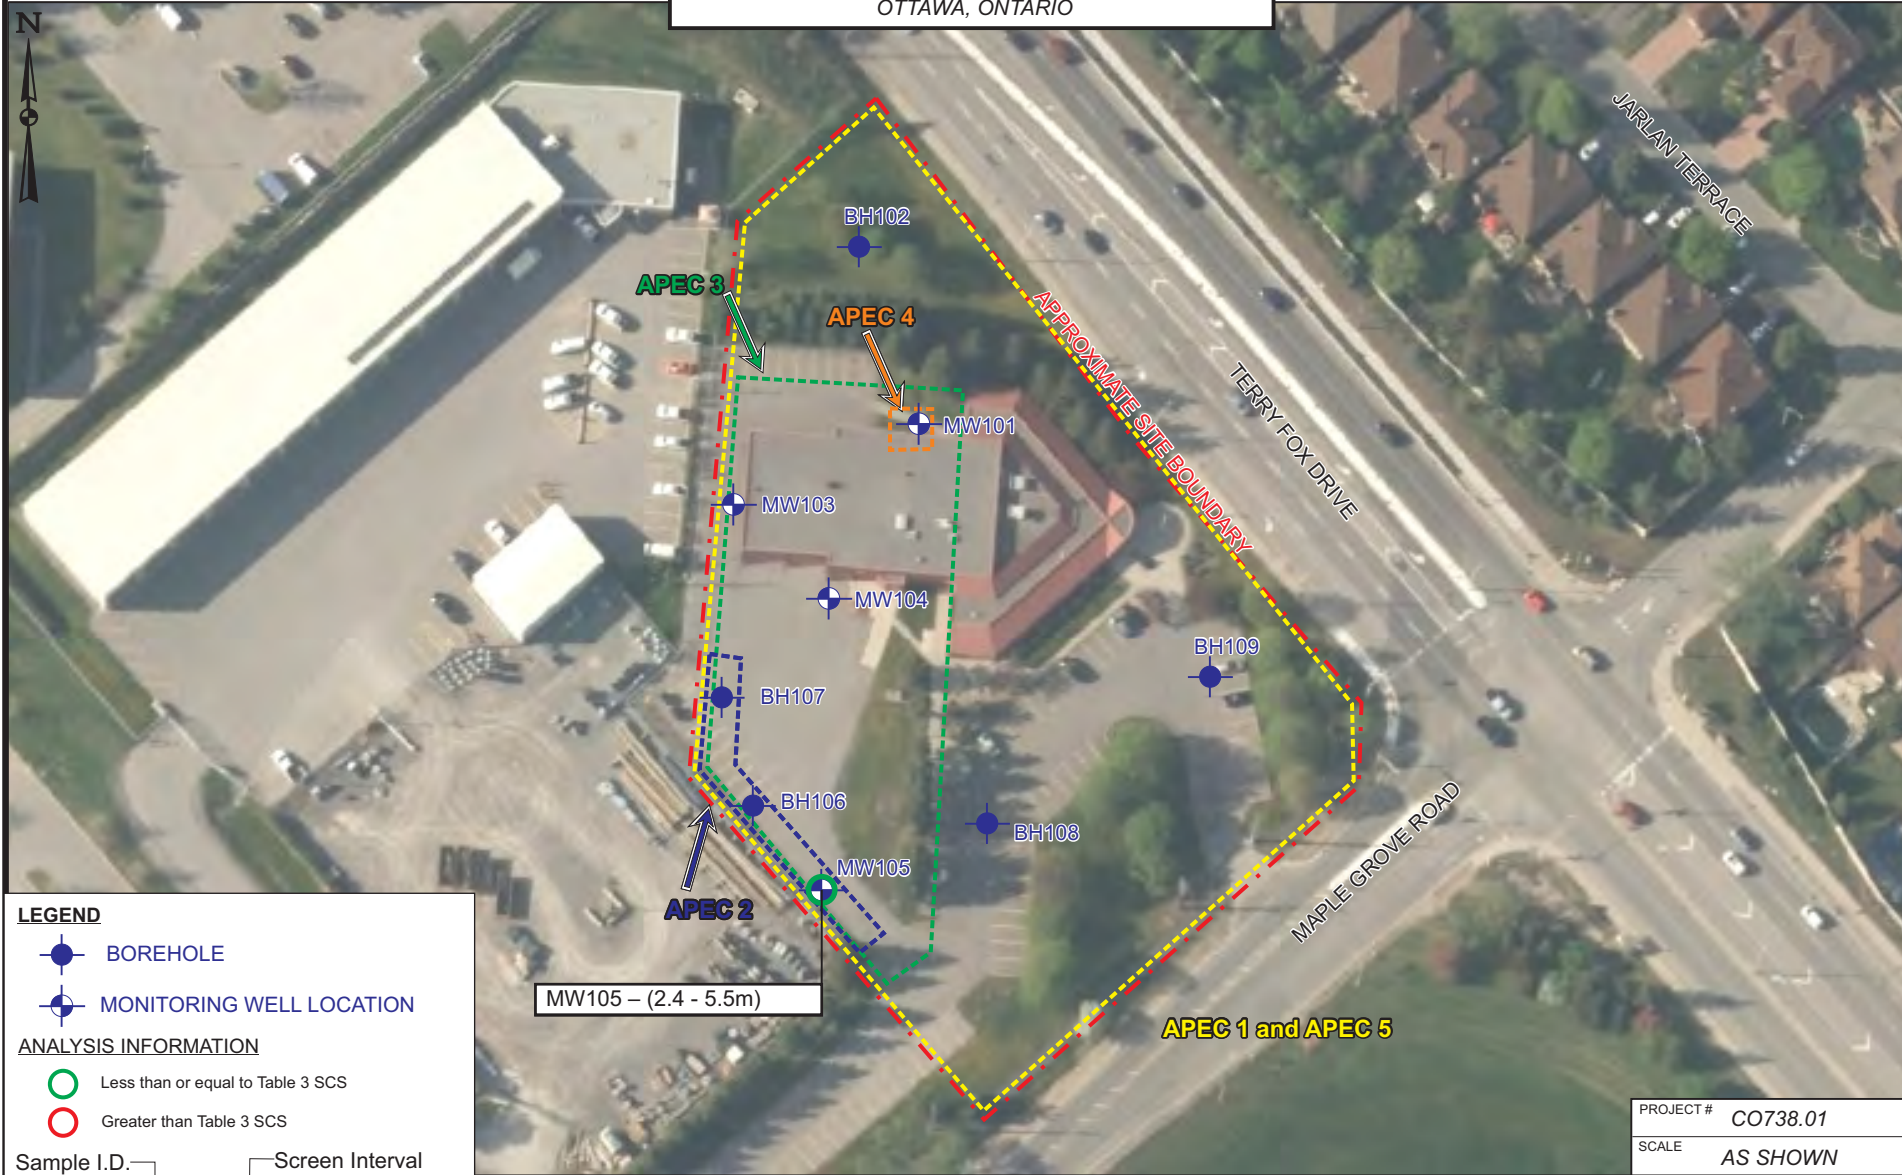 OTTAWA, ONTARIO
N
JARLAN TERRACE
BH102
APEC 3
APEC 4
APPROXIMATE SITE BOUNDARY
TERRY FOX DRIVE
MW101
MW103
MW104
BH109
BH107
BH106
BH108
MW105
APEC 2
MAPLE GROVE ROAD
MW105 – (2.4 - 5.5m)
APEC 1 and APEC 5
LEGEND
BOREHOLE
MONITORING WELL LOCATION
ANALYSIS INFORMATION
Less than or equal to Table 3 SCS
Greater than Table 3 SCS
Sample I.D.
Screen Interval
PROJECT # CO738.01
SCALE AS SHOWN